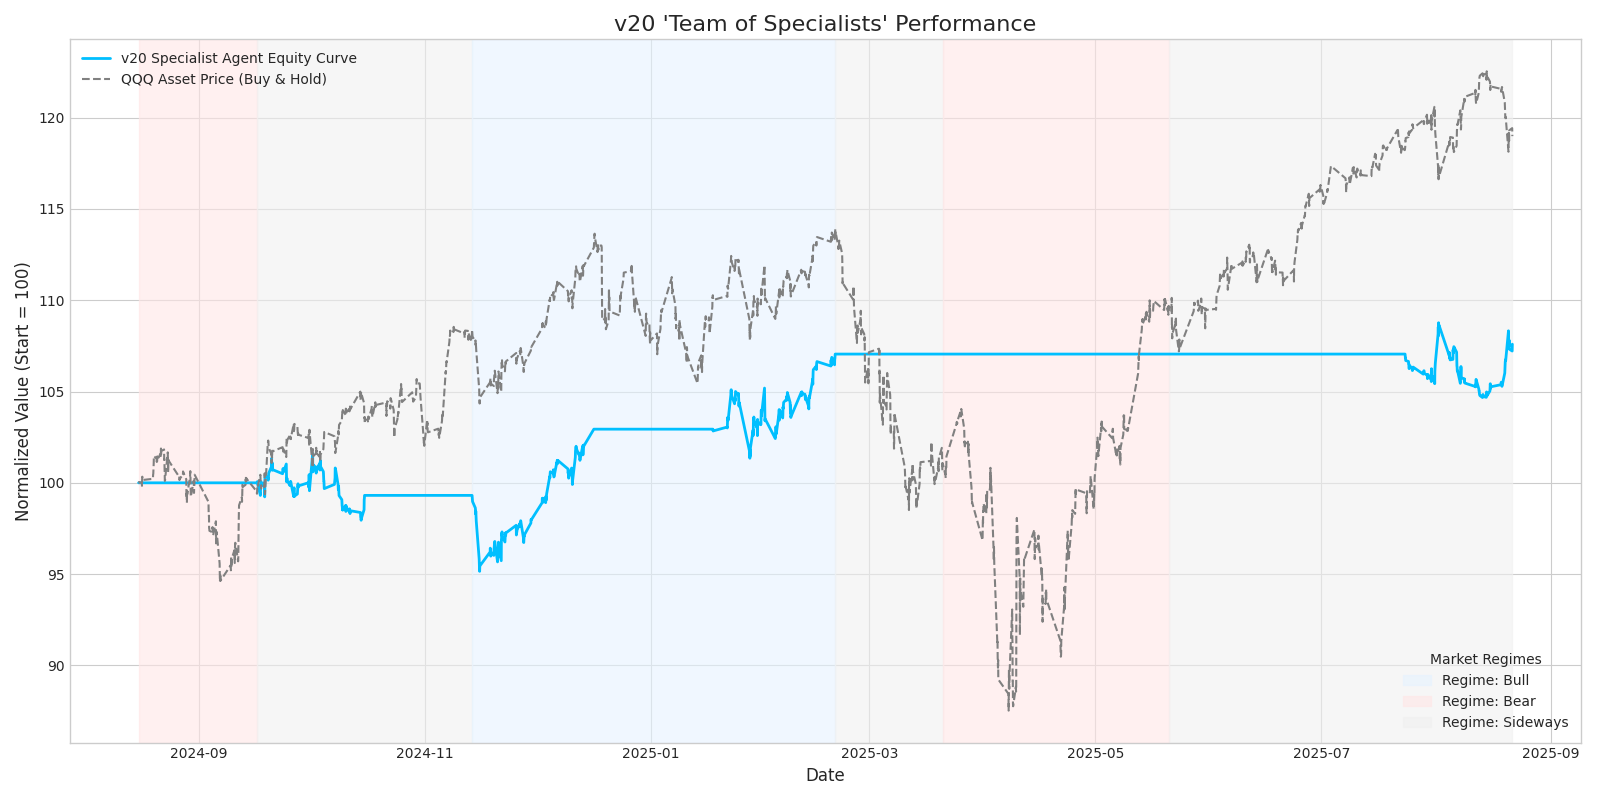 v20 'Team of Specialists' Performance
v20 Specialist Agent Equity Curve
QQQ Asset Price (Buy & Hold)
Normalized Value (Start = 100)
120
115
110
105
100
95
90
Market Regimes
Regime: Bull
Regime: Bear
Regime: Sideways
2024-09 2024-11 2025-01 2025-03 2025-05 2025-07 2025-09
Date